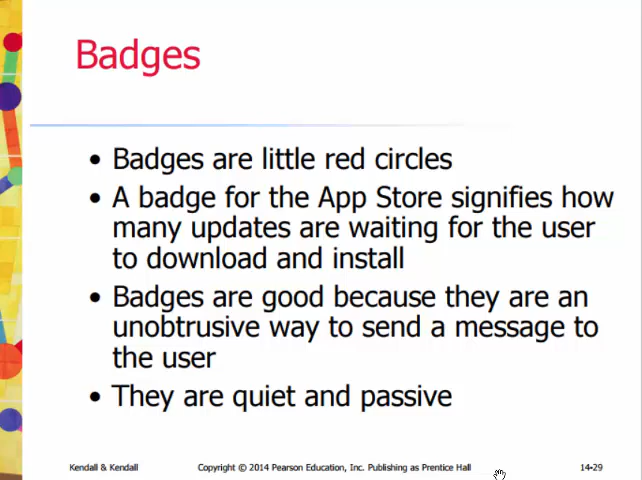 Badges
• Badges are little red circles
• A badge for the App Store signifies how
many updates are waiting for the user
to download and install
• Badges are good because they are an
unobtrusive way to send a message to
the user
• They are quiet and passive
Kendall & Kendall Copyright © 2014 Pearson Education, Inc. Publishing as Prentice Hall 14-29